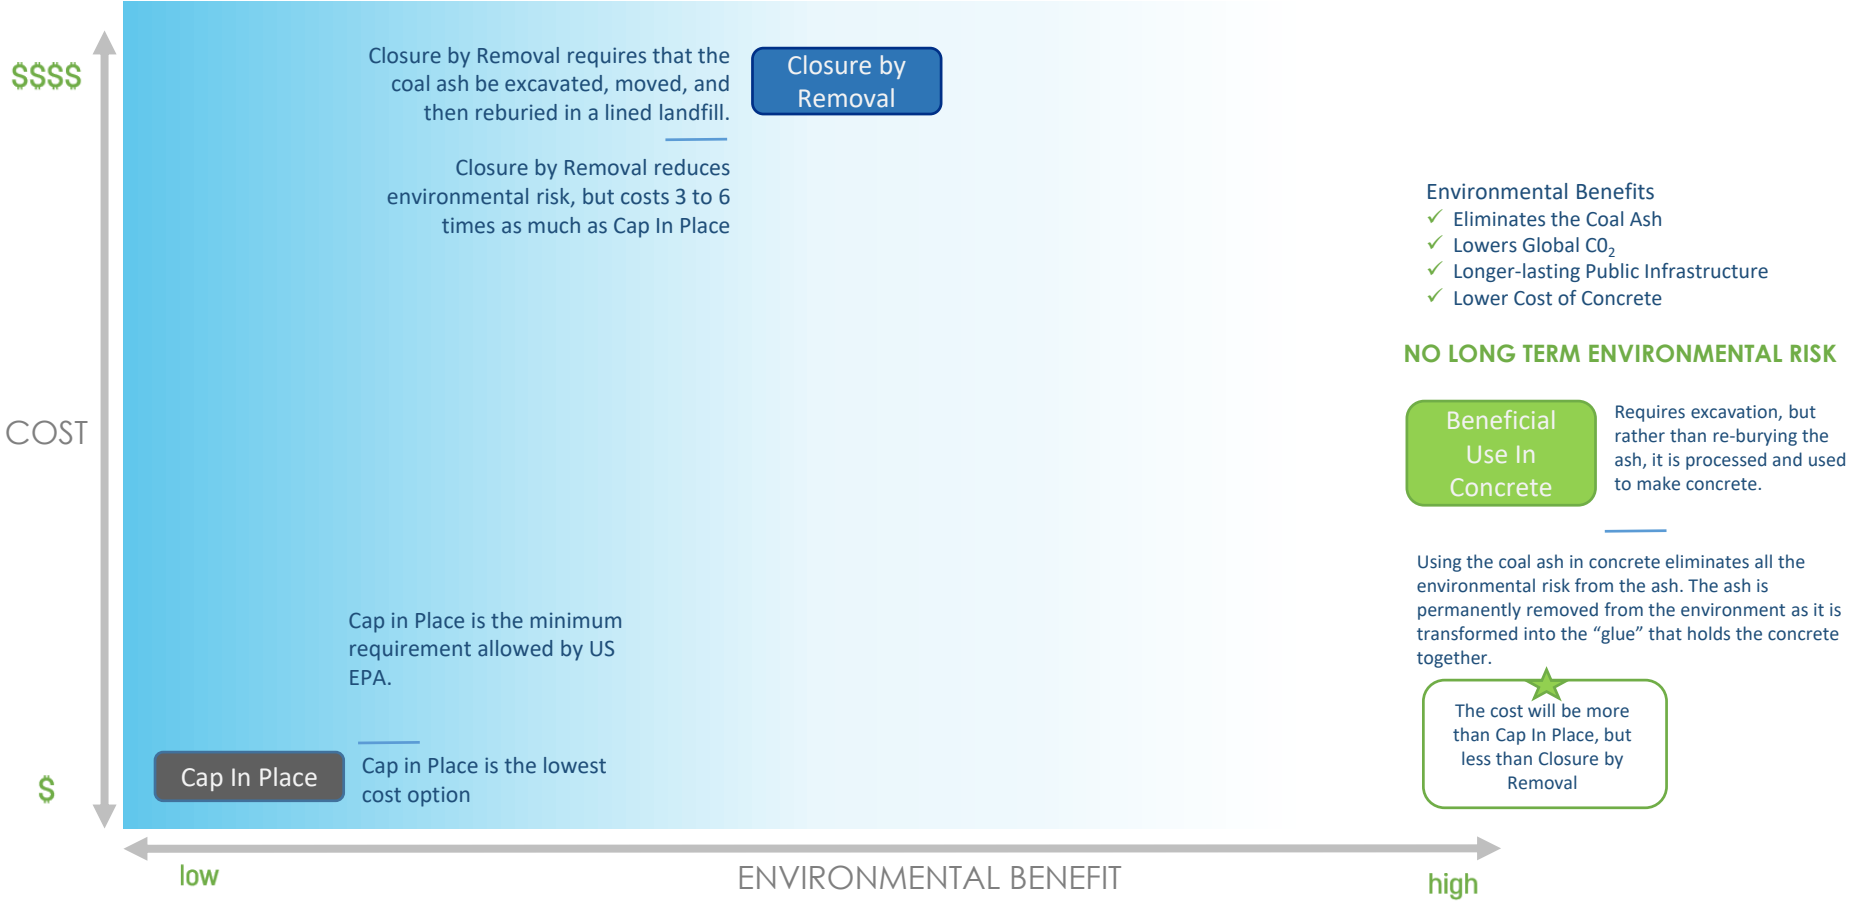 $$$$
Closure by Removal requires that the
coal ash be excavated, moved, and
then reburied in a lined landfill.
Closure by
Removal
Closure by Removal reduces
environmental risk, but costs 3 to 6
times as much as Cap In Place
Environmental Benefits
✓ Eliminates the Coal Ash
✓ Lowers Global C0₂
✓ Longer-lasting Public Infrastructure
✓ Lower Cost of Concrete
NO LONG TERM ENVIRONMENTAL RISK
COST
Beneficial
Use In
Concrete
Requires excavation, but
rather than re-burying the
ash, it is processed and used
to make concrete.
Using the coal ash in concrete eliminates all the
environmental risk from the ash. The ash is
permanently removed from the environment as it is
transformed into the “glue” that holds the concrete
together.
Cap in Place is the minimum
requirement allowed by US
EPA.
The cost will be more
than Cap In Place, but
less than Closure by
Removal
$
Cap In Place
Cap in Place is the lowest
cost option
low
ENVIRONMENTAL BENEFIT
high